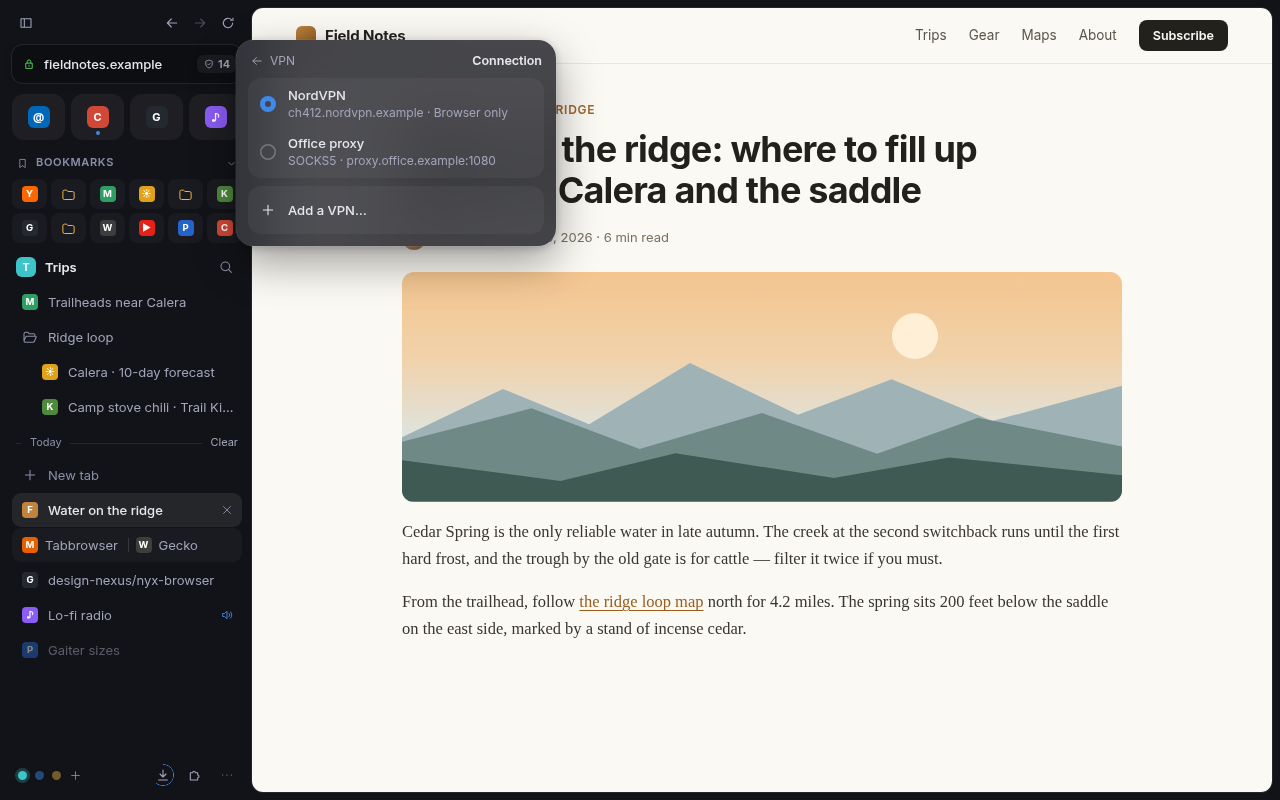 fieldnotes.example
14
@
C
G
BOOKMARKS
Y
M
K
G
W
P
C
T Trips
M Trailheads near Calera
Ridge loop
Calera · 10-day forecast
K Camp stove chili · Trail Ki...
Today
Clear
New tab
F Water on the ridge
M Tabbrowser
W Gecko
G design-nexus/nyx-browser
Lo-fi radio
P Gaiter sizes
VPN
Connection
NordVPN
ch412.nordvpn.example · Browser only
Office proxy
SOCKS5 · proxy.office.example:1080
Add a VPN...
Field Notes
Trips
Gear
Maps
About
Subscribe
RIDGE
the ridge: where to fill up
Calera and the saddle
, 2026 · 6 min read
Cedar Spring is the only reliable water in late autumn. The creek at the second switchback runs until the first
hard frost, and the trough by the old gate is for cattle — filter it twice if you must.
From the trailhead, follow the ridge loop map north for 4.2 miles. The spring sits 200 feet below the saddle
on the east side, marked by a stand of incense cedar.